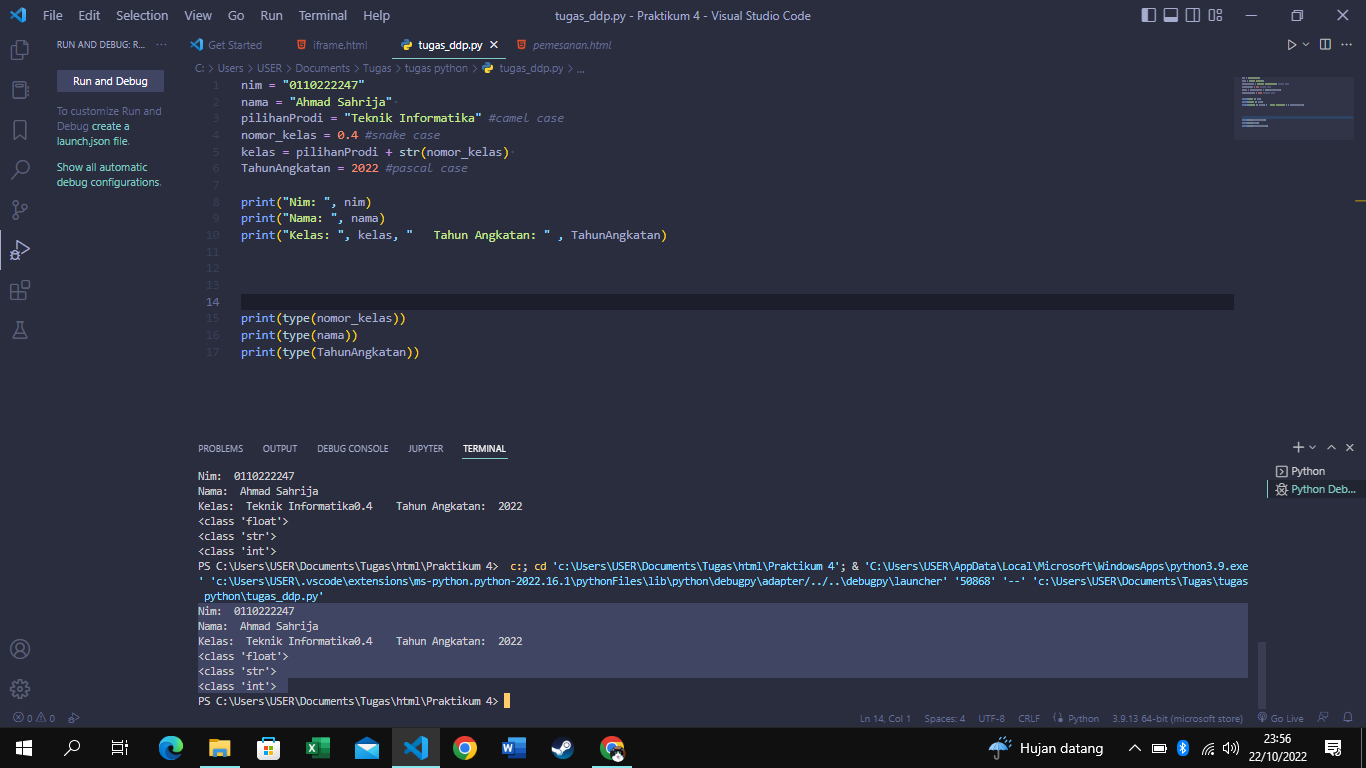 File Edit Selection View Go Run Terminal Help tugas_ddp.py - Praktikum 4 - Visual Studio Code
RUN AND DEBUG: R... ···
Run and Debug
To customize Run and
Debug create a
launch.json file.
Show all automatic
debug configurations.
Get Started iframe.html tugas_ddp.py pemesanan.html
C: > Users > USER > Documents > Tugas > tugas python > tugas_ddp.py > ...
1 nim = "0110222247"
2 nama = "Ahmad Sahrija"
3 pilihanProdi = "Teknik Informatika" #camel case
4 nomor_kelas = 0.4 #snake case
5 kelas = pilihanProdi + str(nomor_kelas)
6 TahunAngkatan = 2022 #pascal case
7
8 print("Nim: ", nim)
9 print("Nama: ", nama)
10 print("Kelas: ", kelas, "   Tahun Angkatan: " , TahunAngkatan)
11
12
13
14
15 print(type(nomor_kelas))
16 print(type(nama))
17 print(type(TahunAngkatan))
PROBLEMS OUTPUT DEBUG CONSOLE JUPYTER TERMINAL
Python
Python Deb...
Nim:  0110222247
Nama:  Ahmad Sahrija
Kelas:  Teknik Informatika0.4    Tahun Angkatan:  2022
<class 'float'>
<class 'str'>
<class 'int'>
PS C:\Users\USER\Documents\Tugas\html\Praktikum 4>  c:; cd 'c:\Users\USER\Documents\Tugas\html\Praktikum 4'; & 'C:\Users\USER\AppData\Local\Microsoft\WindowsApps\python3.9.exe
' 'c:\Users\USER\.vscode\extensions\ms-python.python-2022.16.1\pythonFiles\lib\python\debugpy\adapter/../..\debugpy\launcher' '50868' '--' 'c:\Users\USER\Documents\Tugas\tugas
 python\tugas_ddp.py'
Nim:  0110222247
Nama:  Ahmad Sahrija
Kelas:  Teknik Informatika0.4    Tahun Angkatan:  2022
<class 'float'>
<class 'str'>
<class 'int'>
PS C:\Users\USER\Documents\Tugas\html\Praktikum 4>
0 0 Ln 14, Col 1 Spaces: 4 UTF-8 CRLF Python 3.9.13 64-bit (microsoft store) Go Live
Hujan datang 23:56
22/10/2022